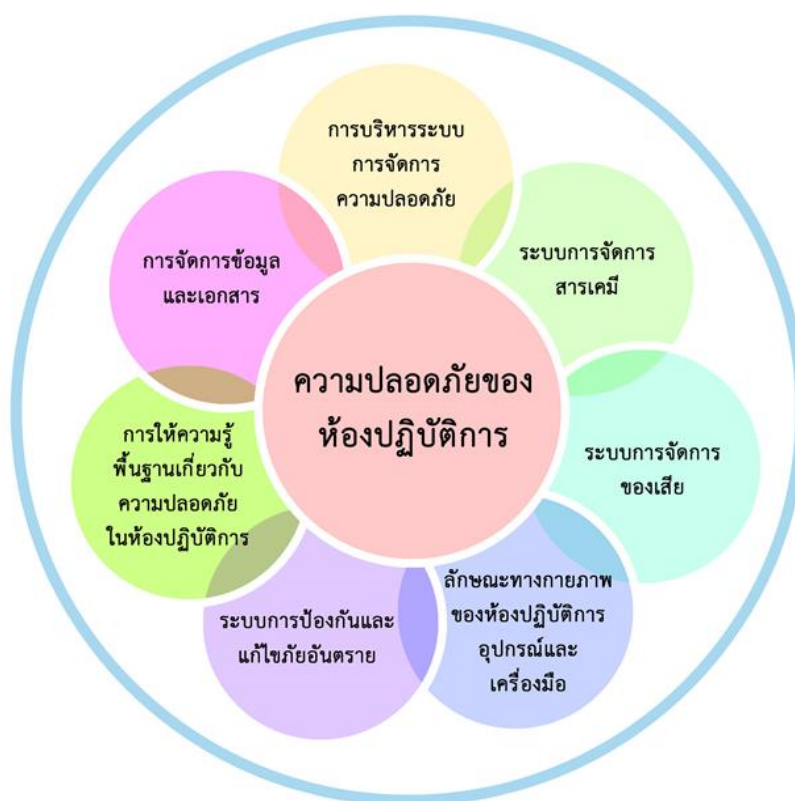 การบริหารระบบ
การจัดการ
ความปลอดภัย
ระบบการจัดการ
สารเคมี
ระบบการจัดการ
ของเสีย
ลักษณะทางกายภาพ
ของห้องปฏิบัติการ
อุปกรณ์และ
เครื่องมือ
ระบบการป้องกันและ
แก้ไขภัยอันตราย
การให้ความรู้
พื้นฐานเกี่ยวกับ
ความปลอดภัย
ในห้องปฏิบัติการ
การจัดการข้อมูล
และเอกสาร
ความปลอดภัยของ
ห้องปฏิบัติการ